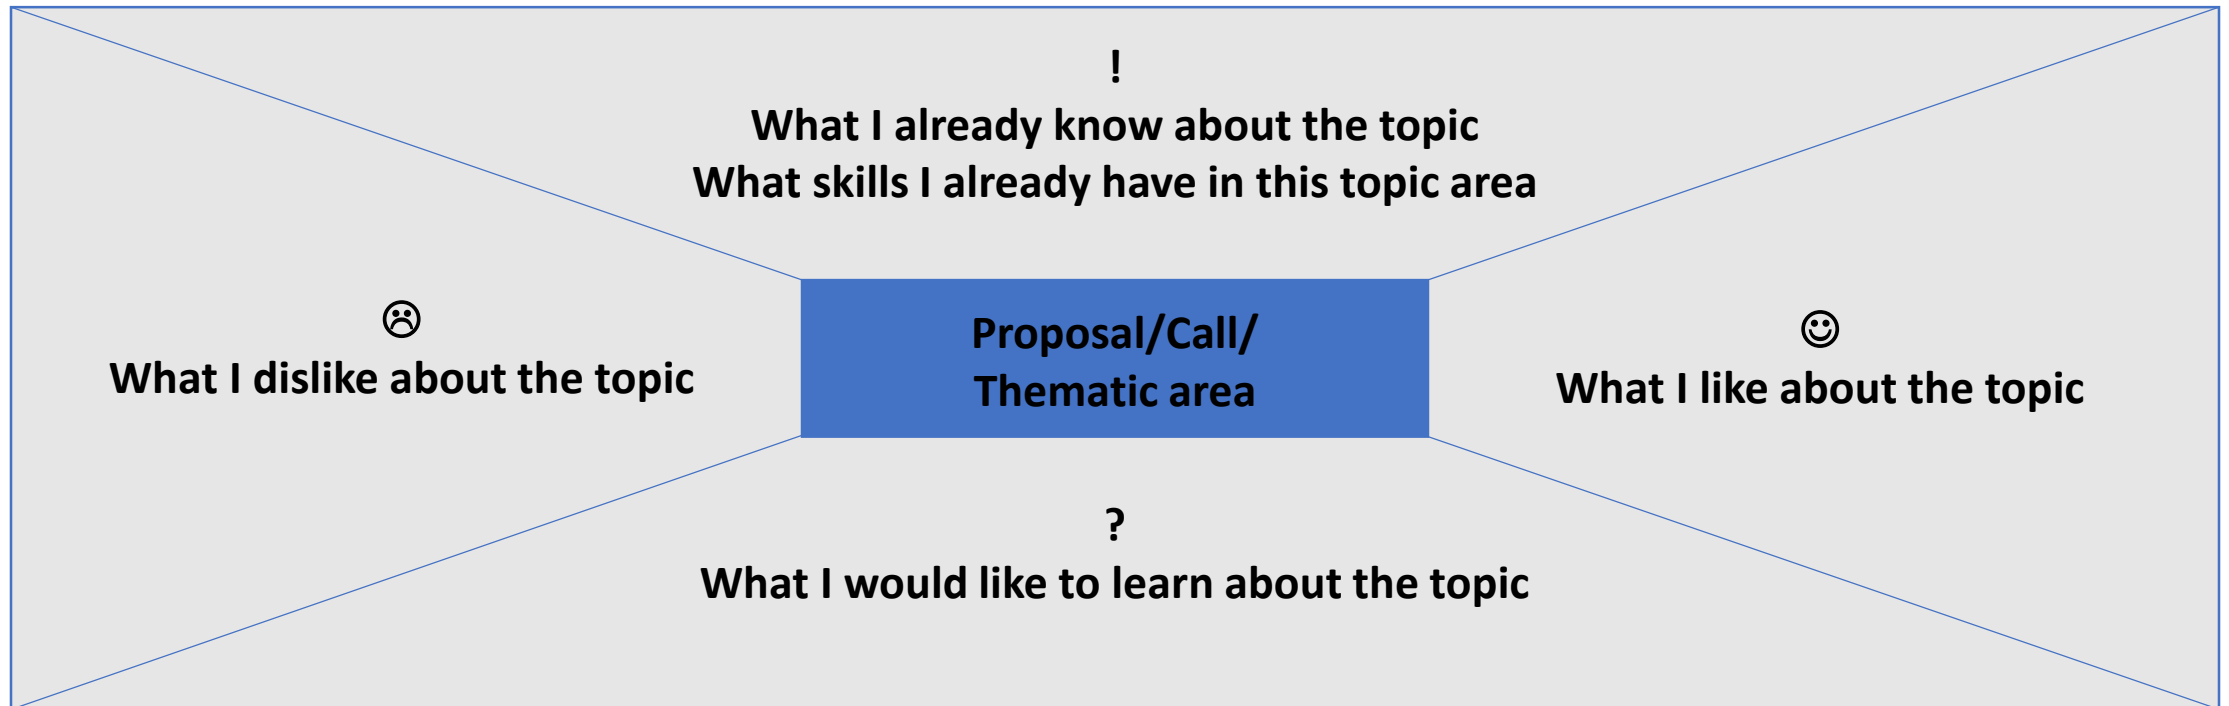 !
What I already know about the topic
What skills I already have in this topic area
☹
What I dislike about the topic
Proposal/Call/
Thematic area
☺
What I like about the topic
?
What I would like to learn about the topic